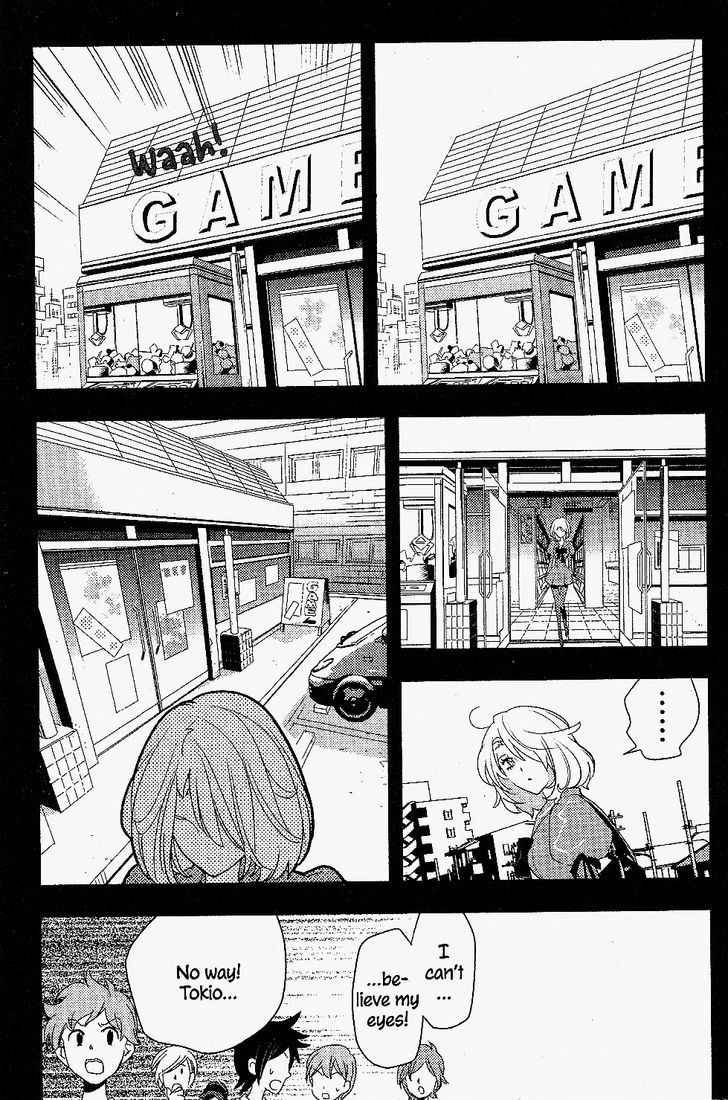 GAME
Waah!
GAME
......
I
can't
...
...be-
lieve my
eyes!
No way!
Tokio...